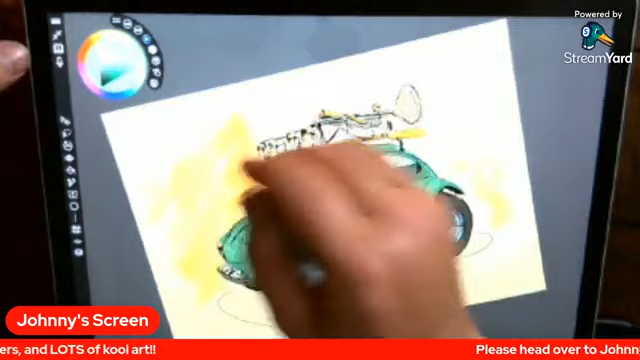 Powered by
StreamYard
Johnny's Screen
ers, and LOTS of kool art!!
Please head over to Johnn